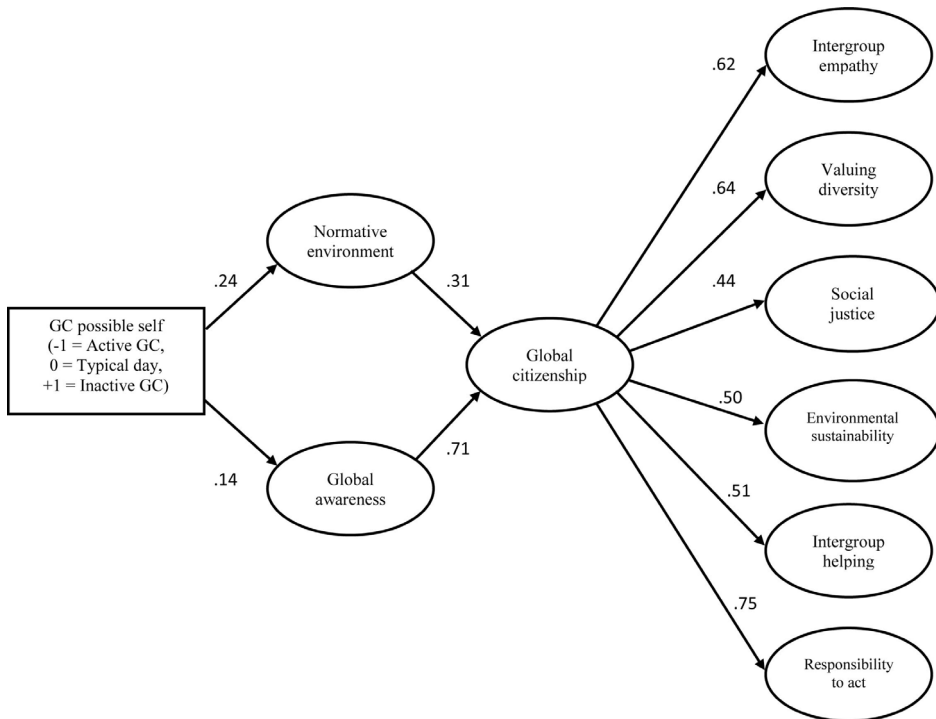 Intergroup
empathy
.62
Valuing
diversity
.64
Normative
environment
.24
.31
.44
Social
justice
GC possible self
(-1 = Active GC,
0 = Typical day,
+1 = Inactive GC)
Global
citizenship
.50
Environmental
sustainability
.71
.14
Global
awareness
.51
Intergroup
helping
.75
Responsibility
to act